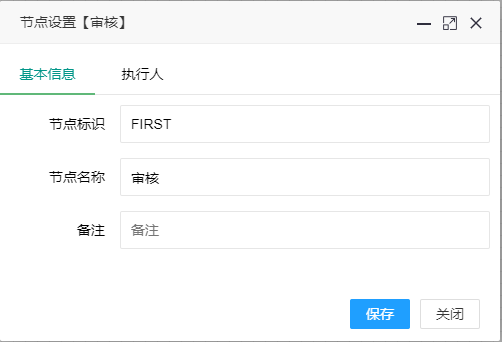 节点设置【审核】
基本信息 执行人
节点标识 FIRST
节点名称 审核
备注 备注
保存 关闭